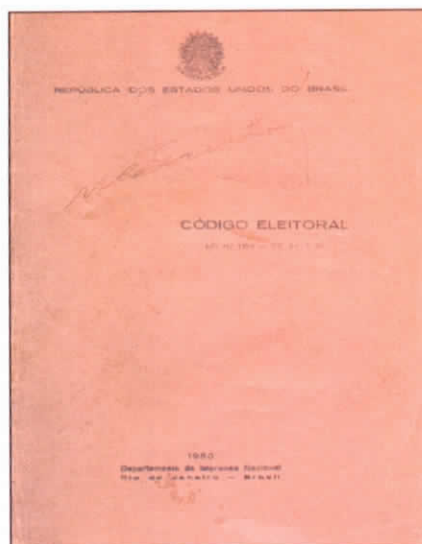 REPÚBLICA DOS ESTADOS UNIDOS DO BRASIL
CÓDIGO ELEITORAL
1950
Departamento de Imprensa Nacional
Rio de Janeiro — Brasil